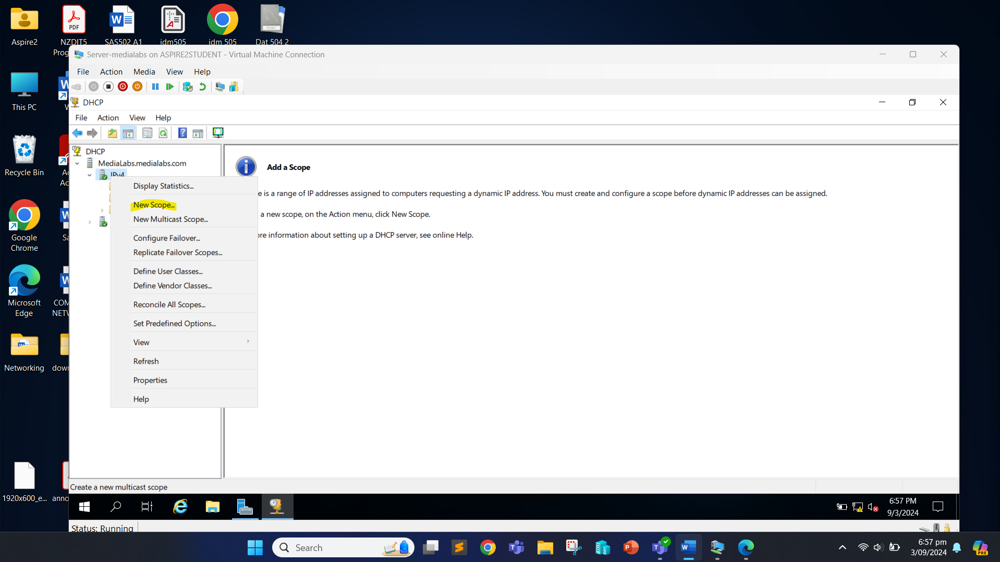 Aspire2
NZDIT5
Prog
SAS502 A1
idm505
idm 505
Dat 504 2
Server-medialabs on ASPIRE2STUDENT - Virtual Machine Connection
File Action Media View Help
DHCP
File Action View Help
DHCP
MediaLabs.medialabs.com
IPv4
Display Statistics...
New Scope...
New Multicast Scope...
Configure Failover...
Replicate Failover Scopes...
Define User Classes...
Define Vendor Classes...
Reconcile All Scopes...
Set Predefined Options...
View
Refresh
Properties
Help
Add a Scope
e is a range of IP addresses assigned to computers requesting a dynamic IP address. You must create and configure a scope before dynamic IP addresses can be assigned.
a new scope, on the Action menu, click New Scope.
ore information about setting up a DHCP server, see online Help.
This PC
Recycle Bin
Google
Chrome
Microsoft
Edge
COM
NETW
Networking
down
1920x600_e...
anno
Create a new multicast scope
6:57 PM
9/3/2024
Status: Running
Search
6:57 pm
3/09/2024
PRE